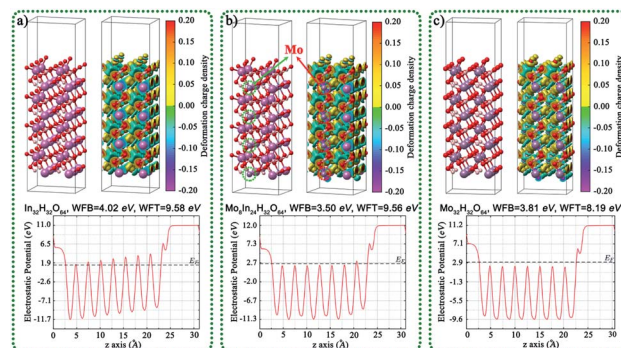 a)
0.20
0.15
0.10
0.05
0.00
-0.05
-0.10
-0.15
-0.20
Deformation charge density
In32H32O64, WFB=4.02 eV, WFT=9.58 eV
Electrostatic Potential (eV)
11.0
6.5
1.9
-2.6
-7.1
-11.7
EF
0 5 10 15 20 25 30
z axis (Å)
b)
Mo
0.20
0.15
0.10
0.05
0.00
-0.05
-0.10
-0.15
-0.20
Deformation charge density
Mo8In24H32O64, WFB=3.50 eV, WFT=9.56 eV
Electrostatic Potential (eV)
12.0
7.3
2.7
-2.0
-6.6
-11.3
EF
0 5 10 15 20 25 30
z axis (Å)
c)
0.20
0.15
0.10
0.05
0.00
-0.05
-0.10
-0.15
-0.20
Deformation charge density
Mo32H32O64, WFB=3.81 eV, WFT=8.19 eV
Electrostatic Potential (eV)
11.2
7.1
2.9
-1.3
-5.5
-9.6
EF
0 5 10 15 20 25 30
z axis (Å)